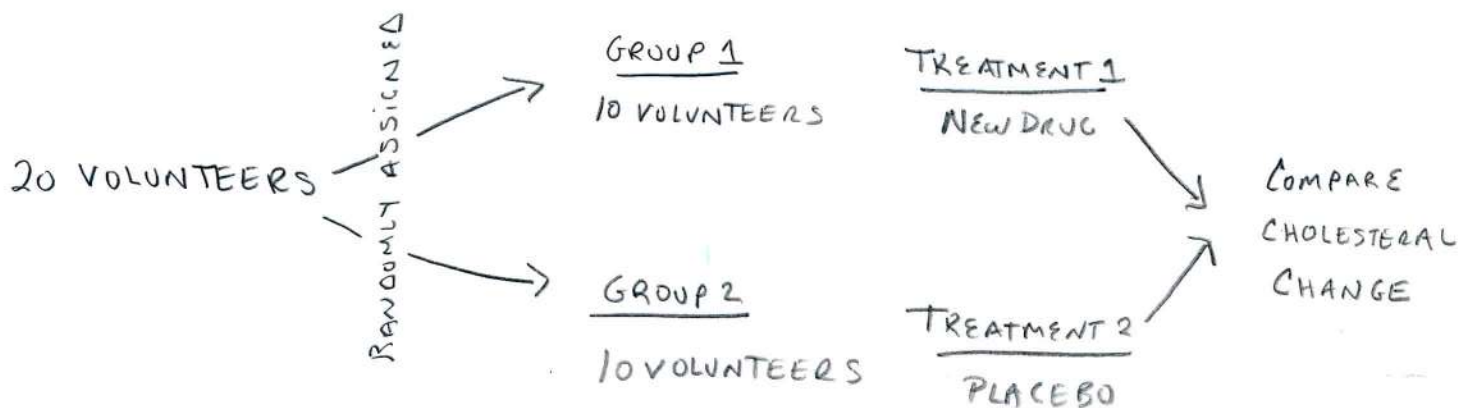 20 VOLUNTEERS
RANDOMLT ASSIGNED
GROUP 1
10 VOLUNTEERS
TREATMENT 1
NEW DRUG
GROUP 2
10 VOLUNTEERS
TREATMENT 2
PLACEBO
COMPARE
CHOLESTERAL
CHANGE